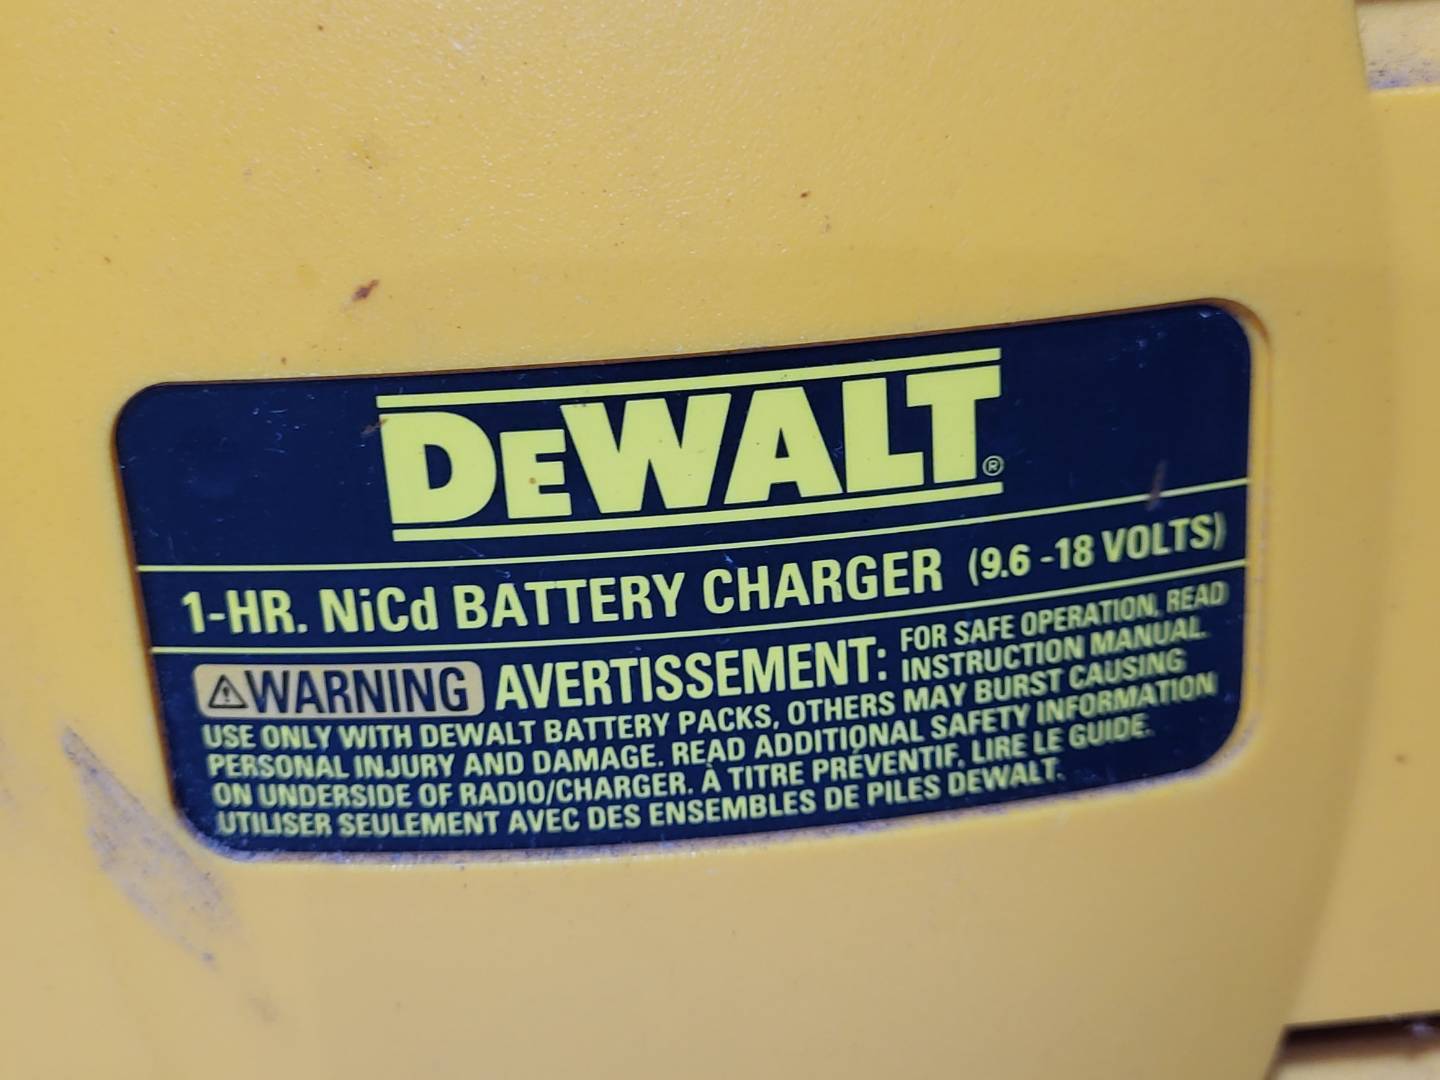 DEWALT®
1-HR. NiCd BATTERY CHARGER (9.6 -18 VOLTS)
⚠WARNING AVERTISSEMENT: FOR SAFE OPERATION, READ
INSTRUCTION MANUAL.
USE ONLY WITH DEWALT BATTERY PACKS, OTHERS MAY BURST CAUSING
PERSONAL INJURY AND DAMAGE. READ ADDITIONAL SAFETY INFORMATION
ON UNDERSIDE OF RADIO/CHARGER. À TITRE PRÉVENTIF, LIRE LE GUIDE.
UTILISER SEULEMENT AVEC DES ENSEMBLES DE PILES DEWALT.